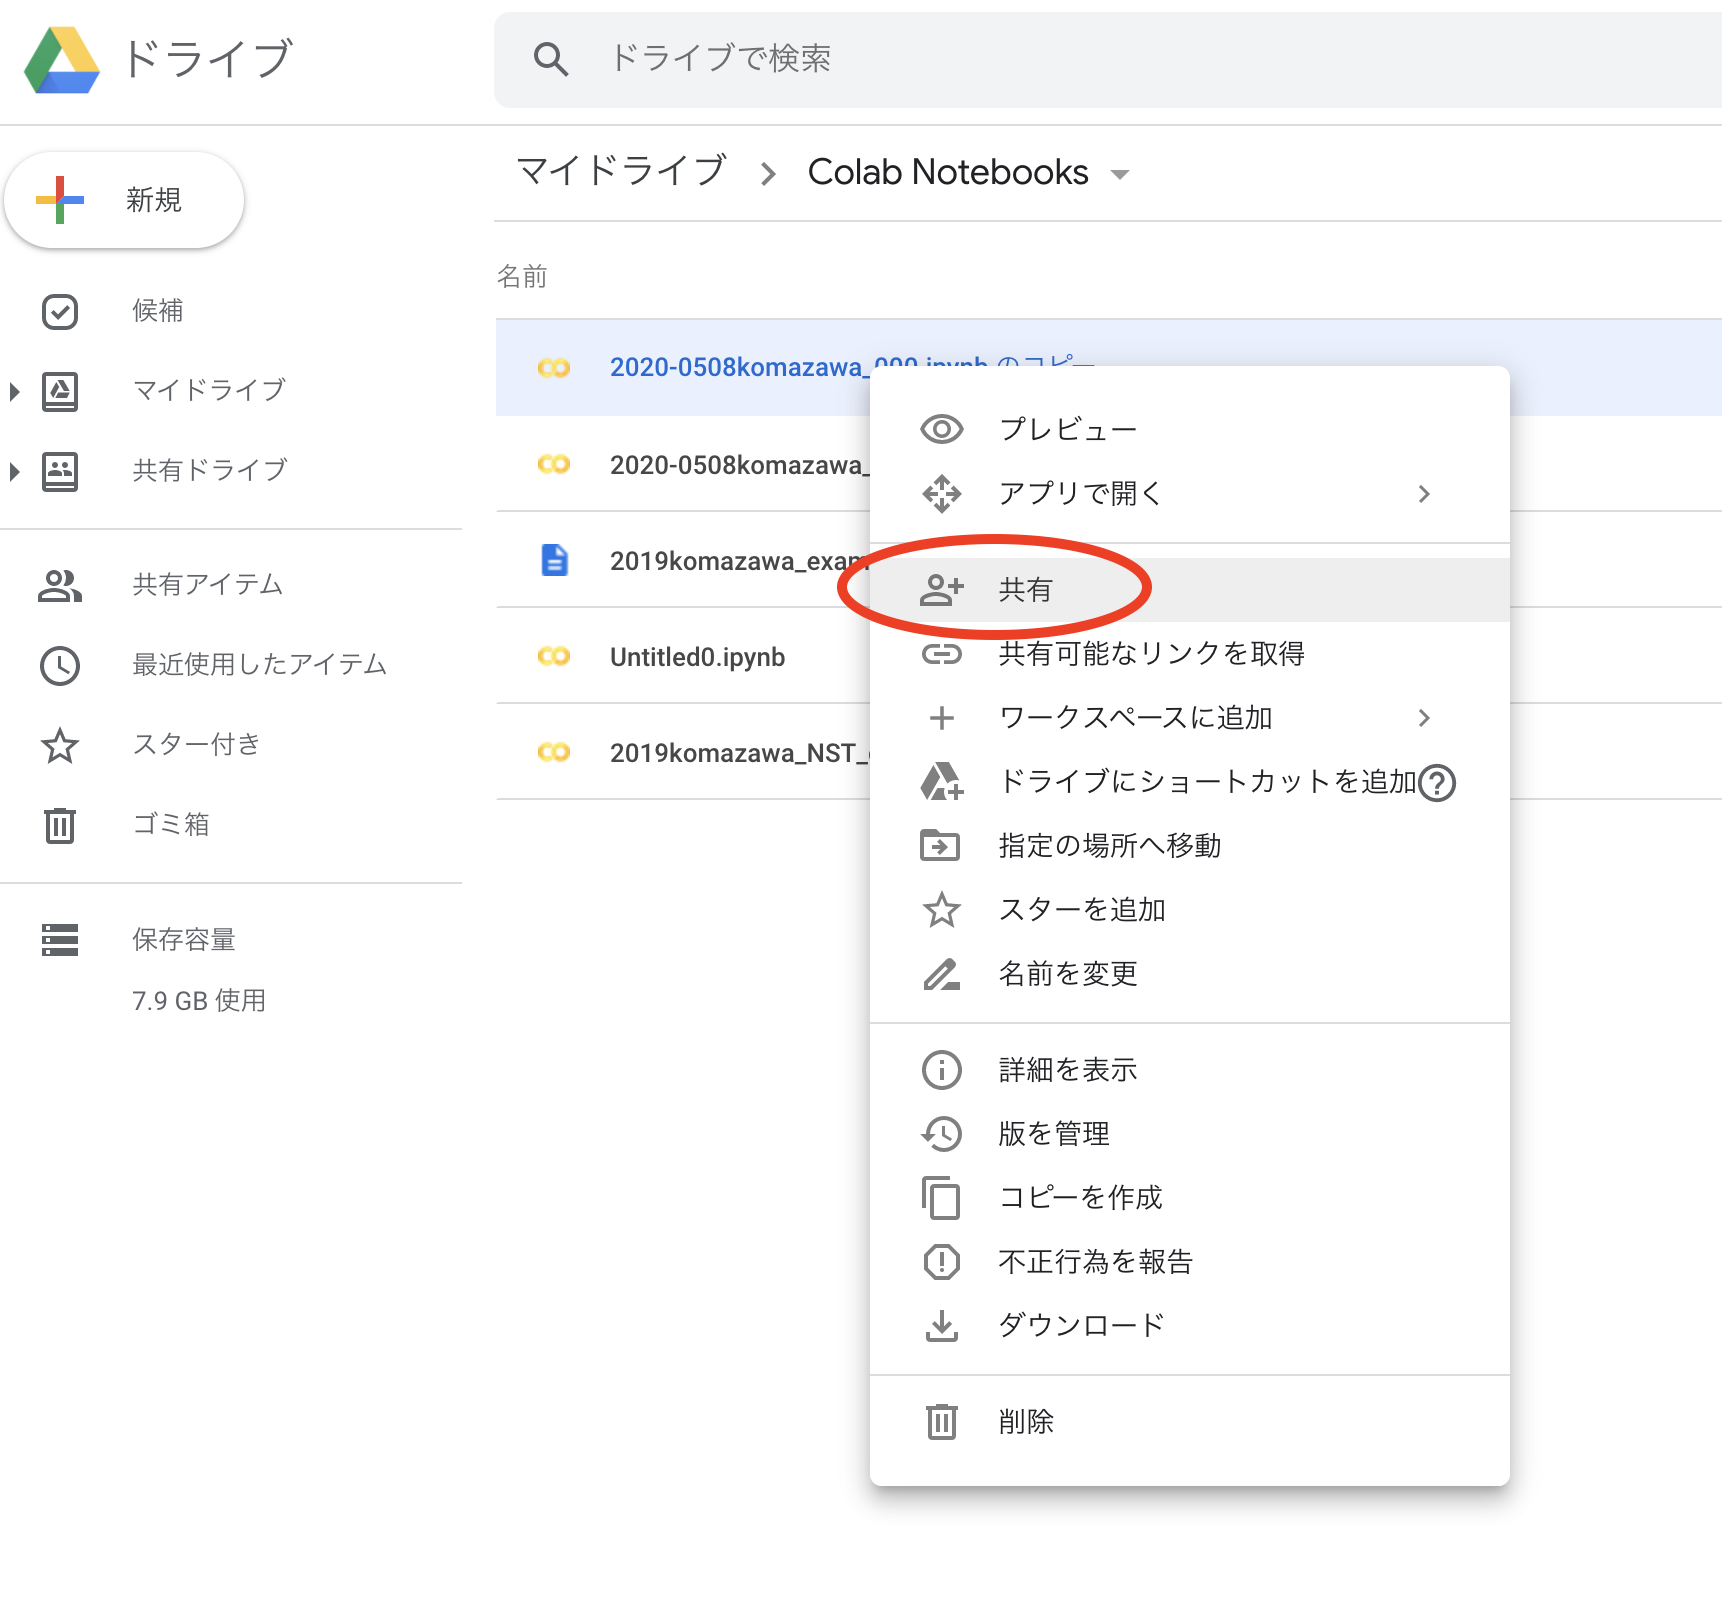 ドライブ
ドライブで検索
新規
候補
マイドライブ
共有ドライブ
共有アイテム
最近使用したアイテム
スター付き
ゴミ箱
保存容量
7.9 GB 使用
マイドライブ > Colab Notebooks
名前
2020-0508komazawa_000.ipynb のコピー
2020-0508komazawa_
2019komazawa_exam
Untitled0.ipynb
2019komazawa_NST_
プレビュー
アプリで開く
共有
共有可能なリンクを取得
ワークスペースに追加
ドライブにショートカットを追加
指定の場所へ移動
スターを追加
名前を変更
詳細を表示
版を管理
コピーを作成
不正行為を報告
ダウンロード
削除